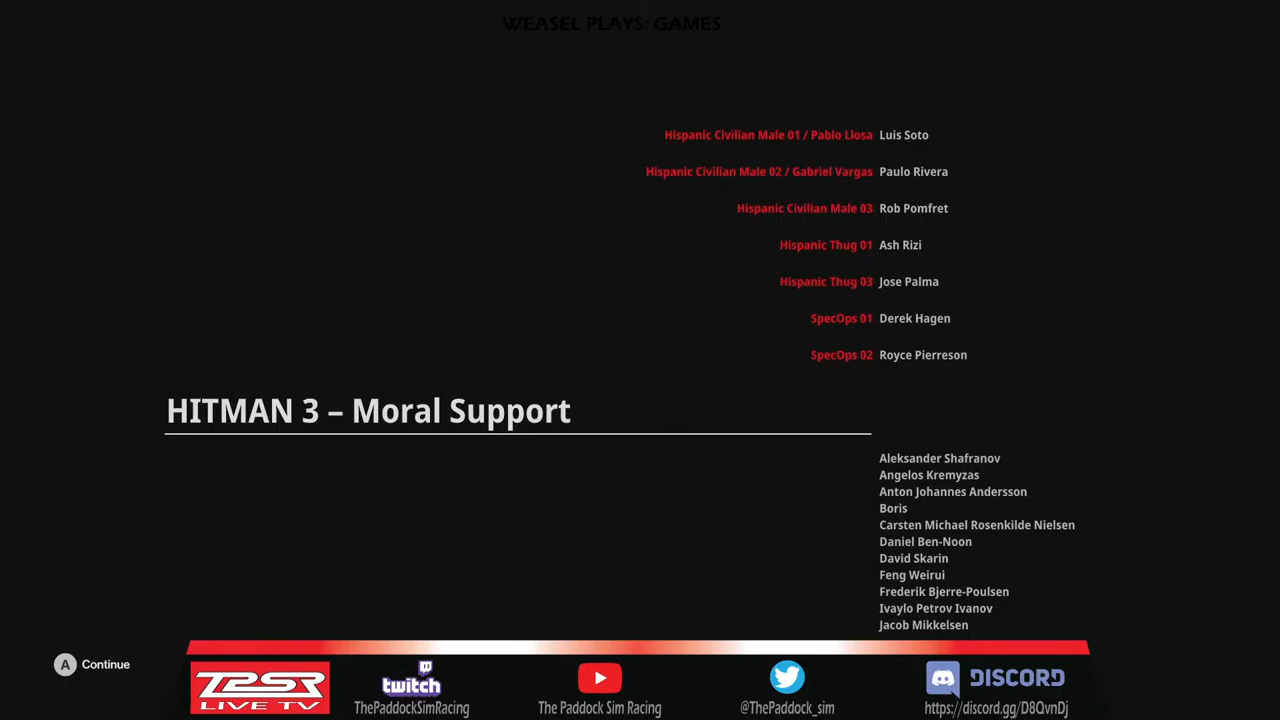 WEASEL PLAYS: GAMES
Hispanic Civilian Male 01 / Pablo Llosa Luis Soto
Hispanic Civilian Male 02 / Gabriel Vargas Paulo Rivera
Hispanic Civilian Male 03 Rob Pomfret
Hispanic Thug 01 Ash Rizi
Hispanic Thug 03 Jose Palma
SpecOps 01 Derek Hagen
SpecOps 02 Royce Pierreson
HITMAN 3 – Moral Support
Aleksander Shafranov
Angelos Kremyzas
Anton Johannes Andersson
Boris
Carsten Michael Rosenkilde Nielsen
Daniel Ben-Noon
David Skarin
Feng Weirui
Frederik Bjerre-Poulsen
Ivaylo Petrov Ivanov
Jacob Mikkelsen
A Continue
TPSR
LIVE TV
twitch
ThePaddockSimRacing
The Paddock Sim Racing
@ThePaddock_sim
DISCORD
https://discord.gg/D8QvnDj